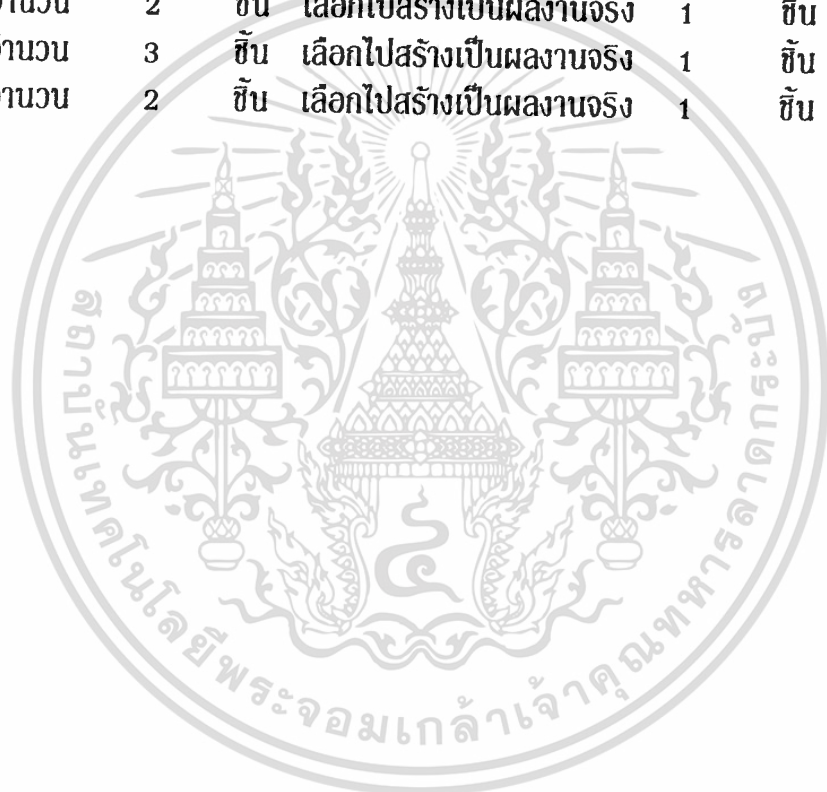 จำนวน 2 ชิ้น เลือกไปสร้างเป็นผลงานจริง 1 ชิ้น
จำนวน 3 ชิ้น เลือกไปสร้างเป็นผลงานจริง 1 ชิ้น
จำนวน 2 ชิ้น เลือกไปสร้างเป็นผลงานจริง 1 ชิ้น
สถาบันเทคโนโลยีพระจอมเกล้าเจ้าคุณทหารลาดกระบัง
๔